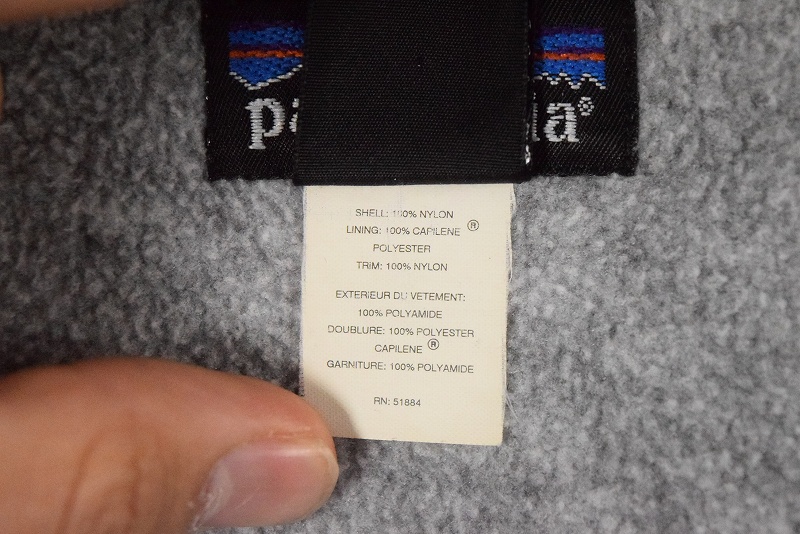 SHELL: 100% NYLON
LINING: 100% CAPILENE®
POLYESTER
TRIM: 100% NYLON
EXTERIEUR DU VETEMENT:
100% POLYAMIDE
DOUBLURE: 100% POLYESTER
CAPILENE®
GARNITURE: 100% POLYAMIDE
RN: 51884